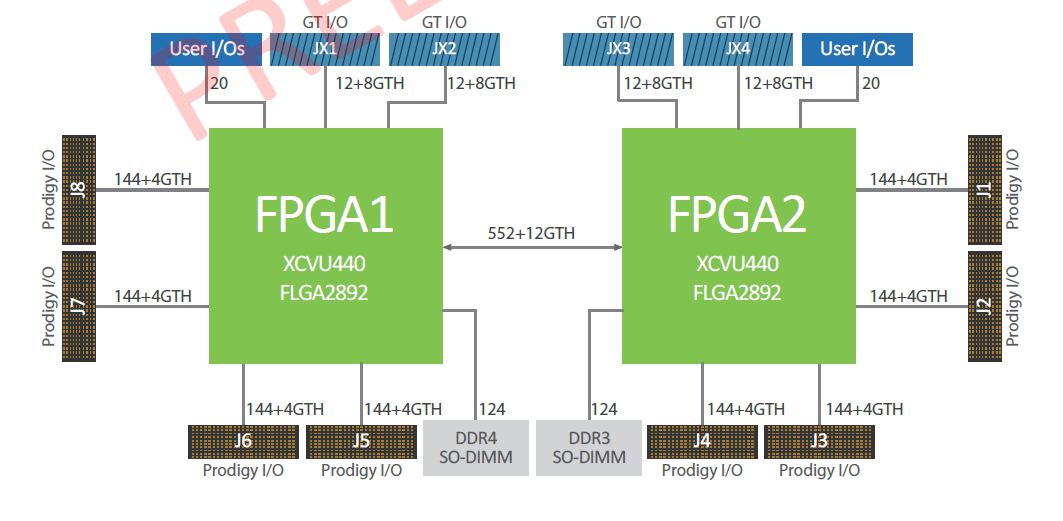 PRE
GT I/O
GT I/O
GT I/O
GT I/O
User I/Os
JX1
JX2
JX3
JX4
User I/Os
20
12+8GTH
12+8GTH
12+8GTH
12+8GTH
20
Prodigy I/O
J8
144+4GTH
FPGA1
XCVU440
FLGA2892
552+12GTH
FPGA2
XCVU440
FLGA2892
144+4GTH
J1
Prodigy I/O
Prodigy I/O
J7
144+4GTH
144+4GTH
J2
Prodigy I/O
144+4GTH
144+4GTH
124
124
144+4GTH
144+4GTH
J6
J5
DDR4
SO-DIMM
DDR3
SO-DIMM
J4
J3
Prodigy I/O
Prodigy I/O
Prodigy I/O
Prodigy I/O